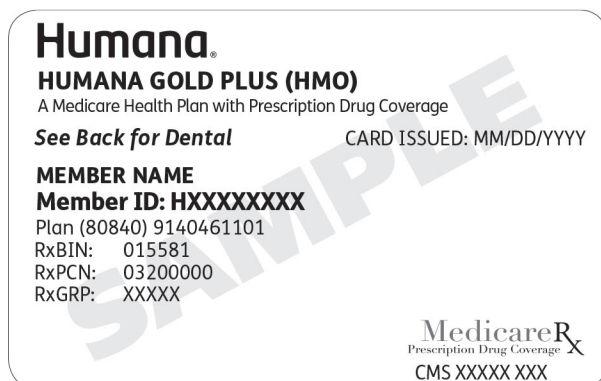 Humana®
HUMANA GOLD PLUS (HMO)
A Medicare Health Plan with Prescription Drug Coverage
See Back for Dental CARD ISSUED: MM/DD/YYYY
MEMBER NAME
Member ID: HXXXXXXXX
Plan (80840) 9140461101
RxBIN: 015581
RxPCN: 03200000
RxGRP: XXXXX
SAMPLE
MedicareRx
Prescription Drug Coverage
CMS XXXXX XXX